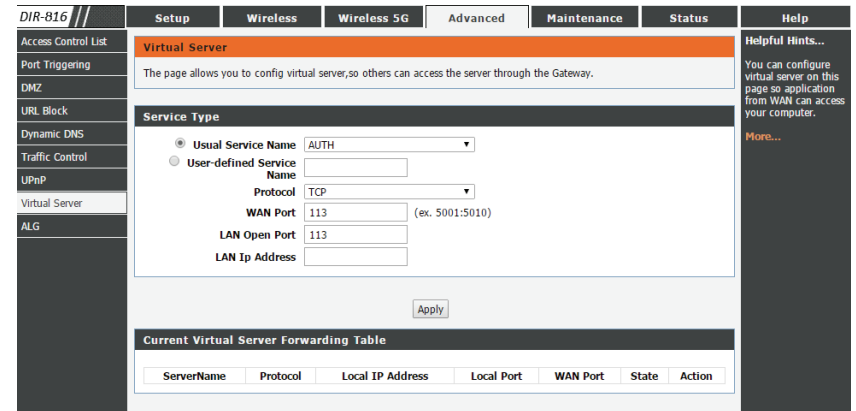 DIR-816
Setup
Wireless
Wireless 5G
Advanced
Maintenance
Status
Help
Access Control List
Port Triggering
DMZ
URL Block
Dynamic DNS
Traffic Control
UPnP
Virtual Server
ALG
Virtual Server
The page allows you to config virtual server,so others can access the server through the Gateway.
Service Type
Usual Service Name AUTH
User-defined Service
Name
Protocol TCP
WAN Port 113 (ex. 5001:5010)
LAN Open Port 113
LAN Ip Address
Apply
Current Virtual Server Forwarding Table
ServerName Protocol Local IP Address Local Port WAN Port State Action
Helpful Hints...
You can configure
virtual server on this
page so application
from WAN can access
your computer.
More...